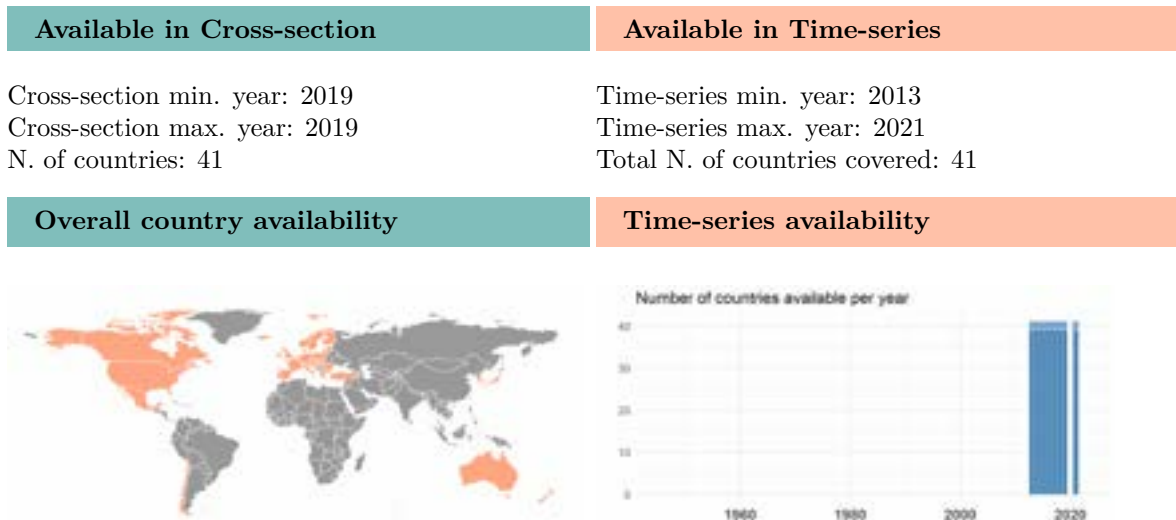 Available in Cross-section
Available in Time-series
Cross-section min. year: 2019
Cross-section max. year: 2019
N. of countries: 41
Time-series min. year: 2013
Time-series max. year: 2021
Total N. of countries covered: 41
Overall country availability
Time-series availability
Number of countries available per year
40
30
20
10
0
1960
1980
2000
2020